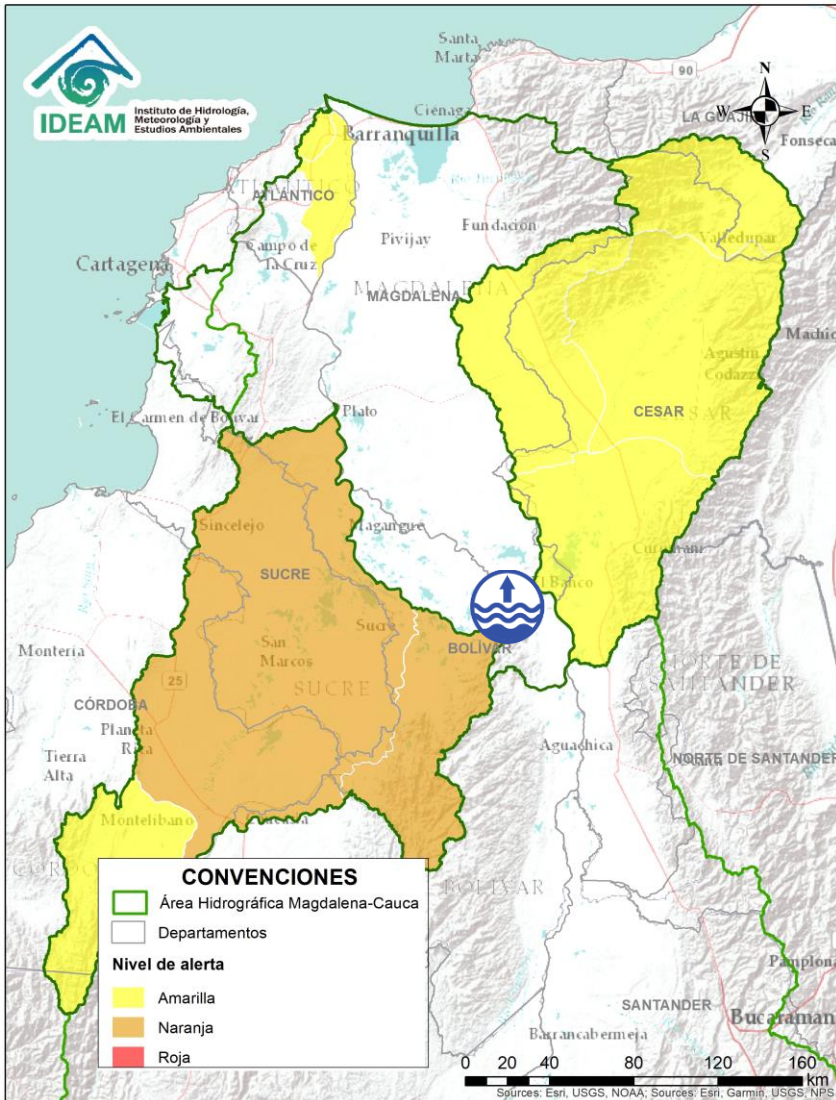 IDEAM
Instituto de Hidrología,
Meteorología y
Estudios Ambientales
Santa
Marta
90
N
E
S
LA GUAJI
Ciénaga
Barranquilla
Fonseca
ATLÁNTICO
Fundación
Pivijay
Campo de
la Cruz
Valledupar
Cartagena
MAGDALENA
MAGDALENA
Agustín
Codazzi
CESAR
El Carmen de Bolívar
Plato
Sincelejo
Magangue
SUCRE
El Banco
Sucre
San
Marcos
BOLÍVAR
Montería
SUCRE
NORTE DE
SANTANDER
25
CÓRDOBA
Planeta
Rica
Tierra
Alta
Aguachica
NORTE DE SANTANDER
Montelíbano
BOLÍVAR
CONVENCIONES
Área Hidrográfica Magdalena-Cauca
Departamentos
Nivel de alerta
Amarilla
Naranja
Roja
Pamplona
SANTANDER
Bucaraman
Barrancabermeja
0 20 40 80 120 160
km
Sources: Esri, USGS, NOAA; Sources: Esri, Garmin, USGS, NPS